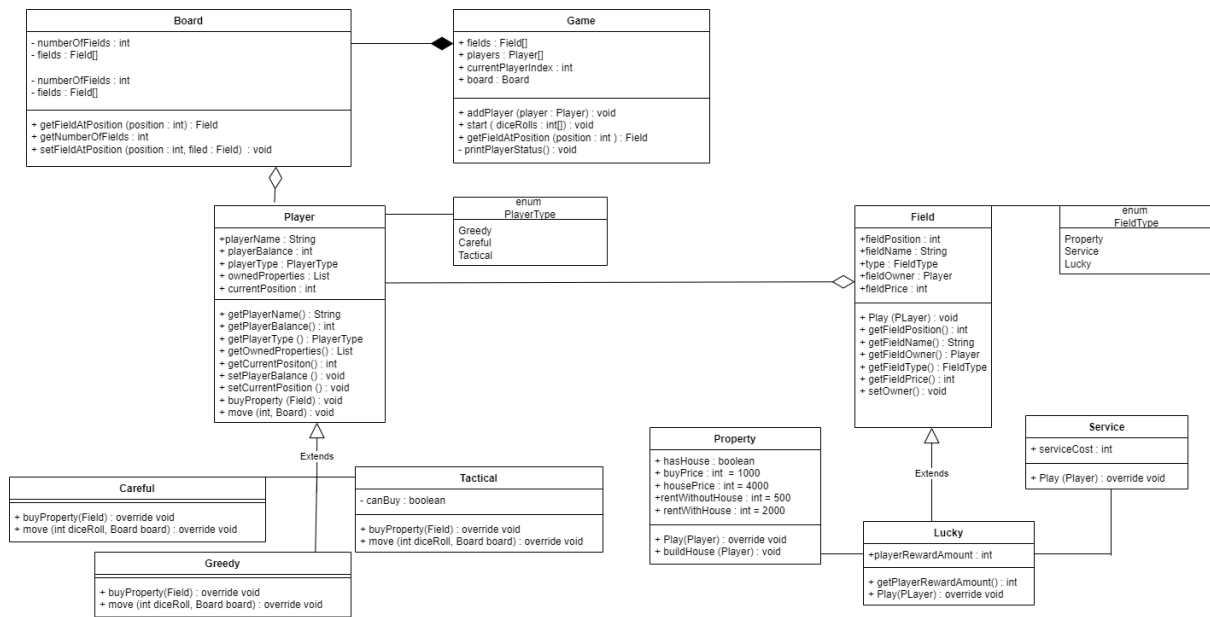 Board
- numberOfFields : int
- fields : Field[]
- numberOfFields : int
- fields : Field[]
+ getFieldAtPosition (position : int) : Field
+ getNumberOfFields : int
+ setFieldAtPosition (position : int, filed : Field) : void
Game
+ fields : Field[]
+ players : Player[]
+ currentPlayerIndex : int
+ board : Board
+ addPlayer (player : Player) : void
+ start ( diceRolls : int[]) : void
+ getFieldAtPosition (position : int ) : Field
- printPlayerStatus() : void
Player
+playerName : String
+ playerBalance : int
+ playerType : PlayerType
+ ownedProperties : List
+ currentPosition : int
+ getPlayerName() : String
+ getPlayerBalance() : int
+ getPlayerType () : PlayerType
+ getOwnedProperties() : List
+ getCurrentPositon() : int
+ setPlayerBalance () : void
+ setCurrentPosition () : void
+ buyProperty (Field) : void
+ move (int, Board) : void
enum
PlayerType
Greedy
Careful
Tactical
Field
+fieldPosition : int
+fieldName : String
+type : FieldType
+fieldOwner : Player
+fieldPrice : int
+ Play (PLayer) : void
+ getFieldPosition() : int
+ getFieldName() : String
+ getFieldOwner() : Player
+ getFieldType() : FieldType
+ getFieldPrice() : int
+ setOwner() : void
enum
FieldType
Property
Service
Lucky
Extends
Extends
Careful
+ buyProperty(Field) : override void
+ move (int diceRoll, Board board) : override void
Tactical
- canBuy : boolean
+ buyProperty(Field) : override void
+ move (int diceRoll, Board board) : override void
Greedy
+ buyProperty(Field) : override void
+ move (int diceRoll, Board board) : override void
Property
+ hasHouse : boolean
+ buyPrice : int = 1000
+ housePrice : int = 4000
+rentWithoutHouse : int = 500
+ rentWithHouse : int = 2000
+ Play(Player) : override void
+ buildHouse (Player) : void
Service
+ serviceCost : int
+ Play (Player) : override void
Lucky
+playerRewardAmount : int
+ getPlayerRewardAmount() : int
+ Play(PLayer) : override void